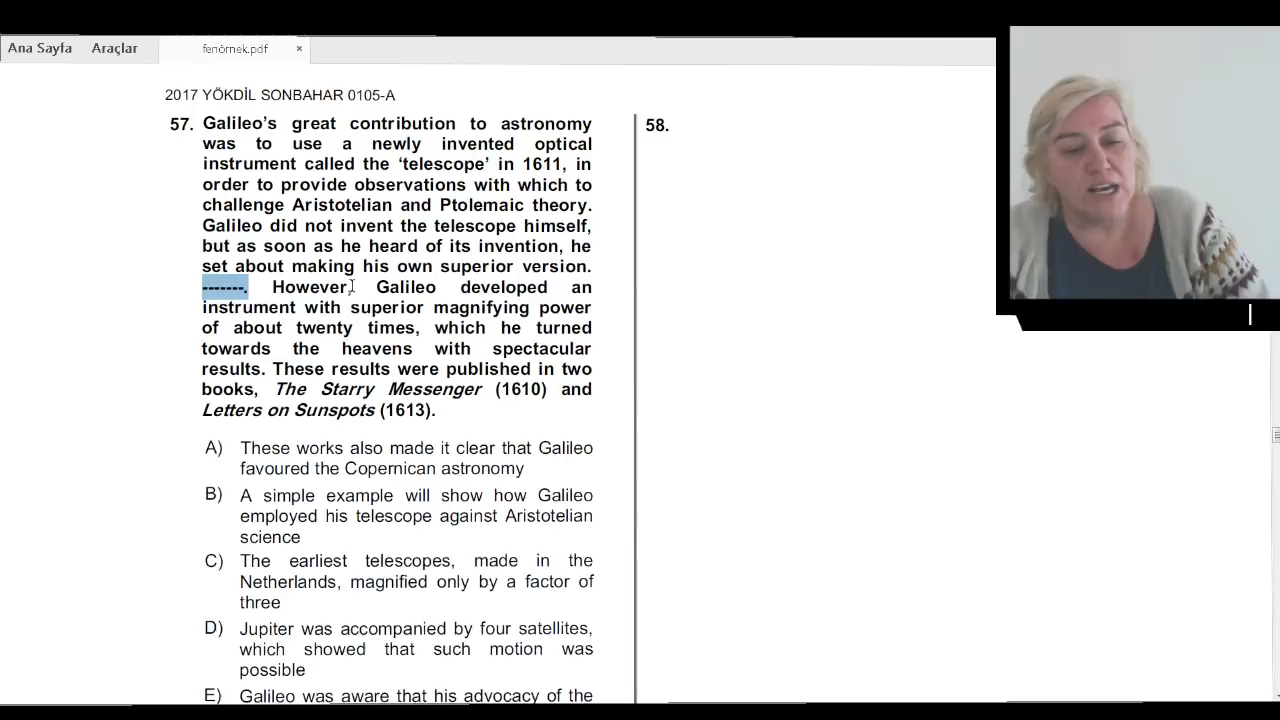 Ana Sayfa Araçlar fenörnek.pdf ×
2017 YÖKDİL SONBAHAR 0105-A
57. Galileo's great contribution to astronomy
was to use a newly invented optical
instrument called the 'telescope' in 1611, in
order to provide observations with which to
challenge Aristotelian and Ptolemaic theory.
Galileo did not invent the telescope himself,
but as soon as he heard of its invention, he
set about making his own superior version.
-------. However, Galileo developed an
instrument with superior magnifying power
of about twenty times, which he turned
towards the heavens with spectacular
results. These results were published in two
books, The Starry Messenger (1610) and
Letters on Sunspots (1613).
A) These works also made it clear that Galileo
favoured the Copernican astronomy
B) A simple example will show how Galileo
employed his telescope against Aristotelian
science
C) The earliest telescopes, made in the
Netherlands, magnified only by a factor of
three
D) Jupiter was accompanied by four satellites,
which showed that such motion was
possible
E) Galileo was aware that his advocacy of the
58.